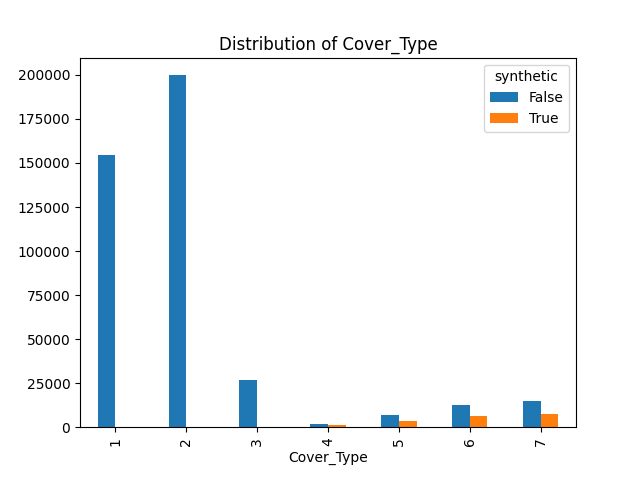 Distribution of Cover_Type
synthetic
False
True
200000
175000
150000
125000
100000
75000
50000
25000
0
1 2 3 4 5 6 7
Cover_Type